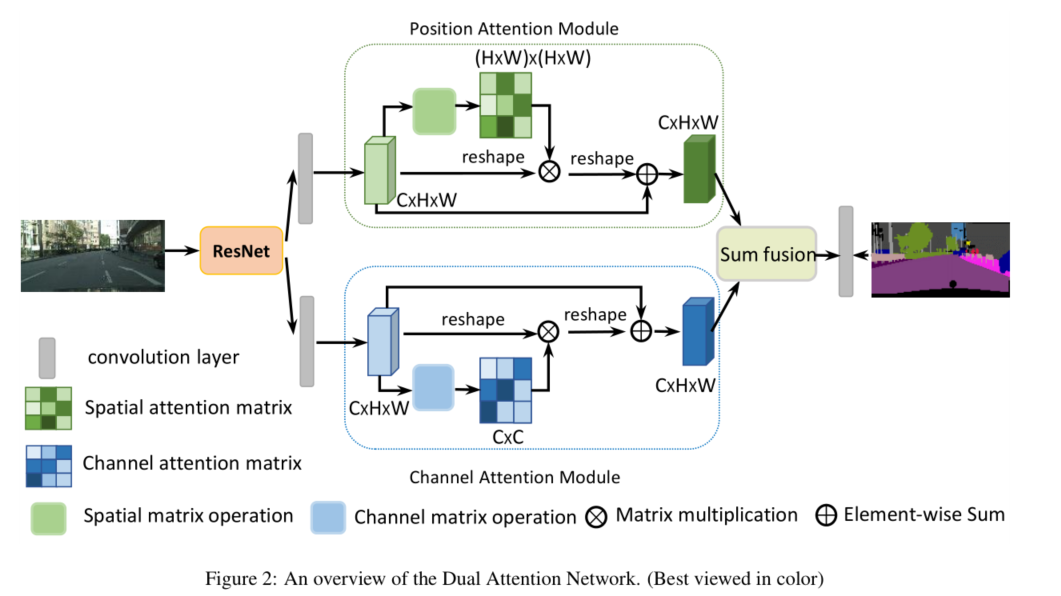 Position Attention Module
(HxW)x(HxW)
CxHxW
reshape
reshape
CxHxW
ResNet
Sum fusion
reshape
reshape
CxHxW
CxHxW
CxC
Channel Attention Module
convolution layer
Spatial attention matrix
Channel attention matrix
Spatial matrix operation
Channel matrix operation
Matrix multiplication
Element-wise Sum
Figure 2: An overview of the Dual Attention Network. (Best viewed in color)